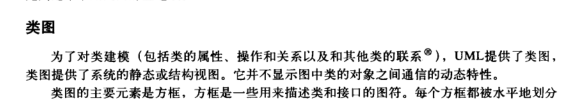 类图
为了对类建模（包括类的属性、操作和关系以及和其他类的联系®），UML提供了类图，
类图提供了系统的静态或结构视图。它并不显示图中类的对象之间通信的动态特性。
类图的主要元素是方框，方框是一些用来描述类和接口的图符。每个方框都被水平地划分